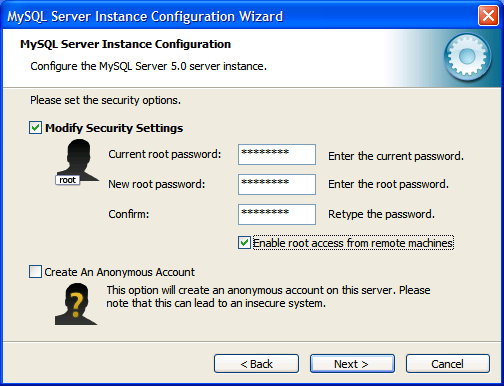 MySQL Server Instance Configuration Wizard
MySQL Server Instance Configuration
Configure the MySQL Server 5.0 server instance.
Please set the security options.
Modify Security Settings
root
Current root password: ******** Enter the current password.
New root password: ******** Enter the root password.
Confirm: ******** Retype the password.
Enable root access from remote machines
Create An Anonymous Account
This option will create an anonymous account on this server. Please
note that this can lead to an insecure system.
< Back Next > Cancel